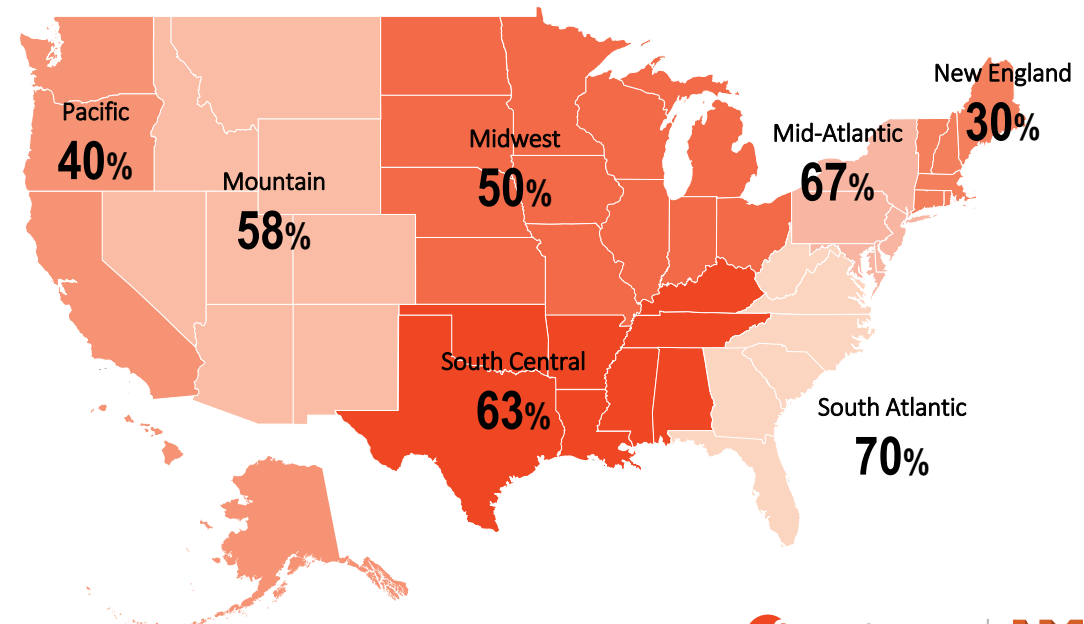 New England
30%
Pacific
40%
Midwest
50%
Mid-Atlantic
67%
Mountain
58%
South Central
63%
South Atlantic
70%